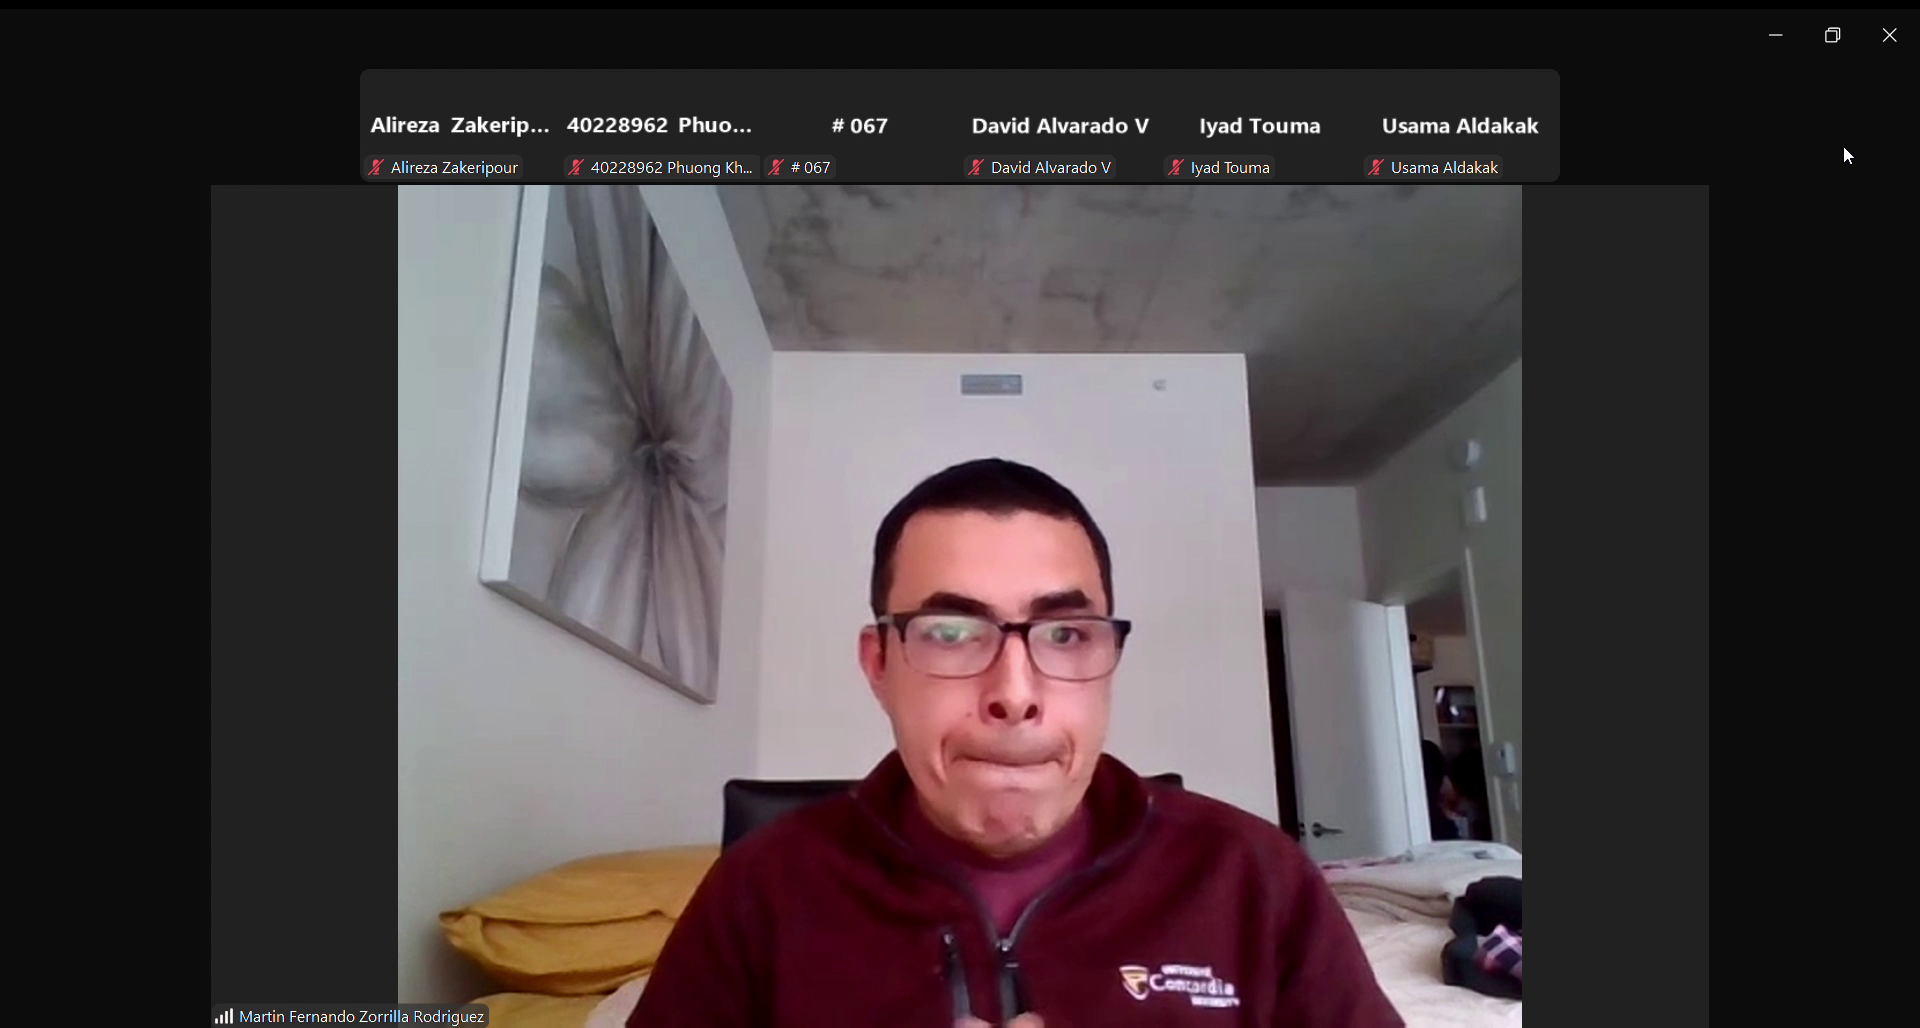 Alireza Zakerip...
40228962 Phuo...
# 067
David Alvarado V
Iyad Touma
Usama Aldakak
Alireza Zakeripour
40228962 Phuong Kh...
# 067
David Alvarado V
Iyad Touma
Usama Aldakak
Concordia
Martin Fernando Zorrilla Rodriguez